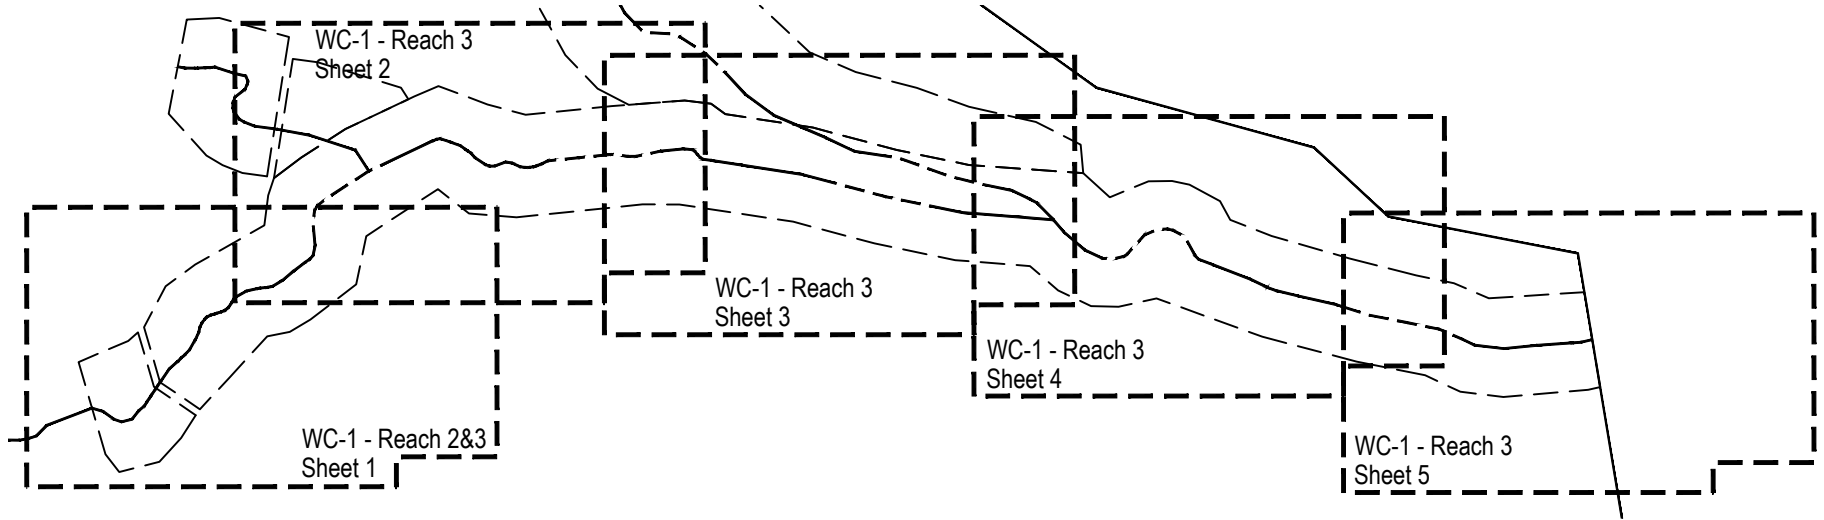 WC-1 - Reach 3
Sheet 2
WC-1 - Reach 3
Sheet 3
WC-1 - Reach 3
Sheet 4
WC-1 - Reach 2&3
Sheet 1
WC-1 - Reach 3
Sheet 5